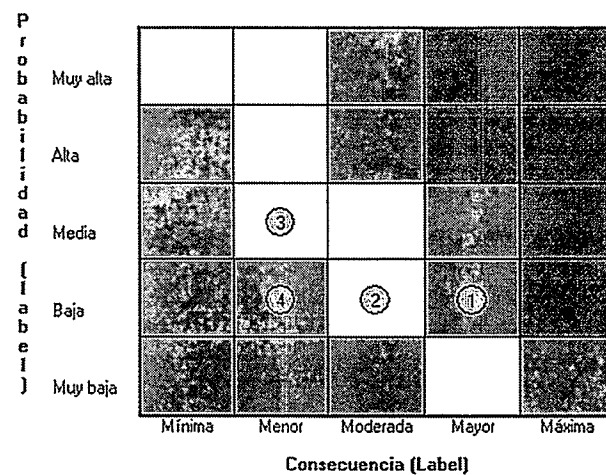 Probabilidad (label)
Muy alta
Alta
Media
3
Baja
4 2 1
Muy baja
Mínima Menor Moderada Mayor Máxima
Consecuencia (Label)